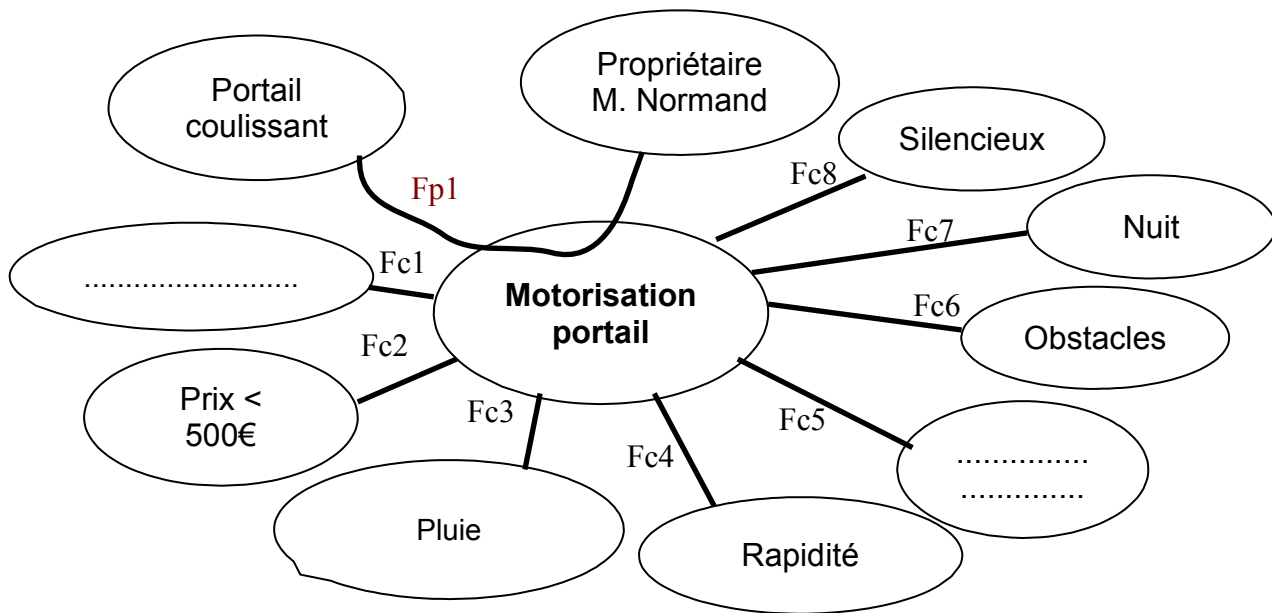 Portail
coulissant
Propriétaire
M. Normand
Silencieux
Fc8
Fp1
Nuit
Fc7
Fc1
..........................
Motorisation
portail
Fc6
Obstacles
Fc2
Prix <
500€
Fc3
Fc5
Fc4
...............
..............
Pluie
Rapidité